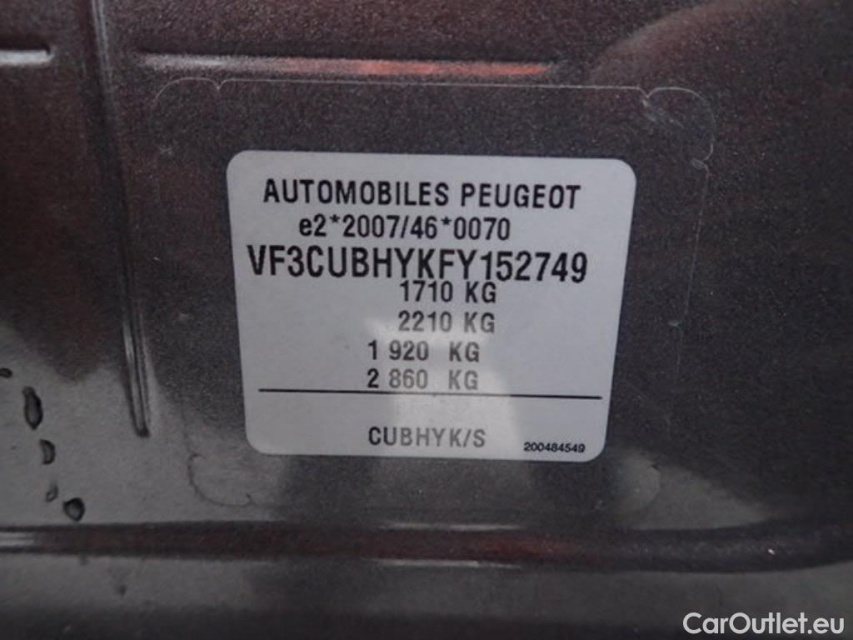 AUTOMOBILES PEUGEOT
e2*2007/46*0070
VF3CUBHYKFY152749
1710 KG
2210 KG
1 920 KG
2 860 KG
CUBHYK/S
200484549
CarOutlet.eu